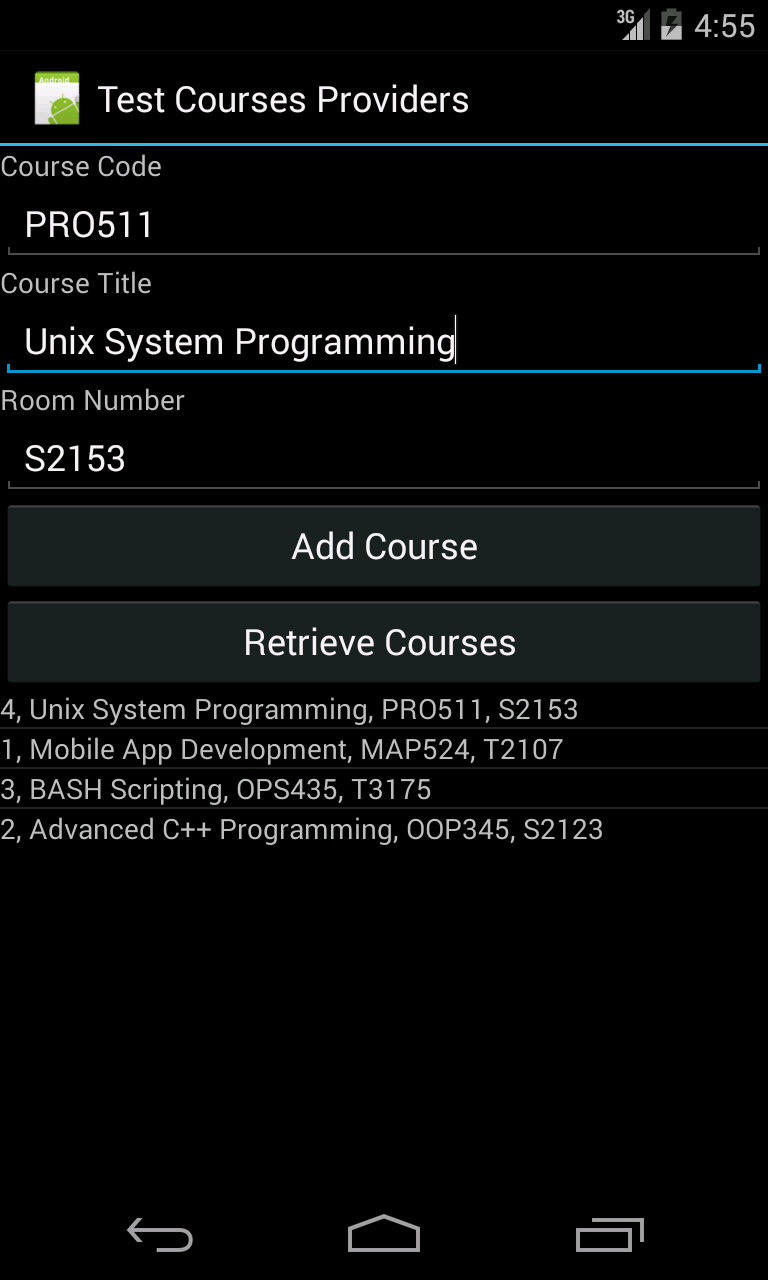 3G 4:55
Android
Test Courses Providers
Course Code
PRO511
Course Title
Unix System Programming
Room Number
S2153
Add Course
Retrieve Courses
4, Unix System Programming, PRO511, S2153
1, Mobile App Development, MAP524, T2107
3, BASH Scripting, OPS435, T3175
2, Advanced C++ Programming, OOP345, S2123